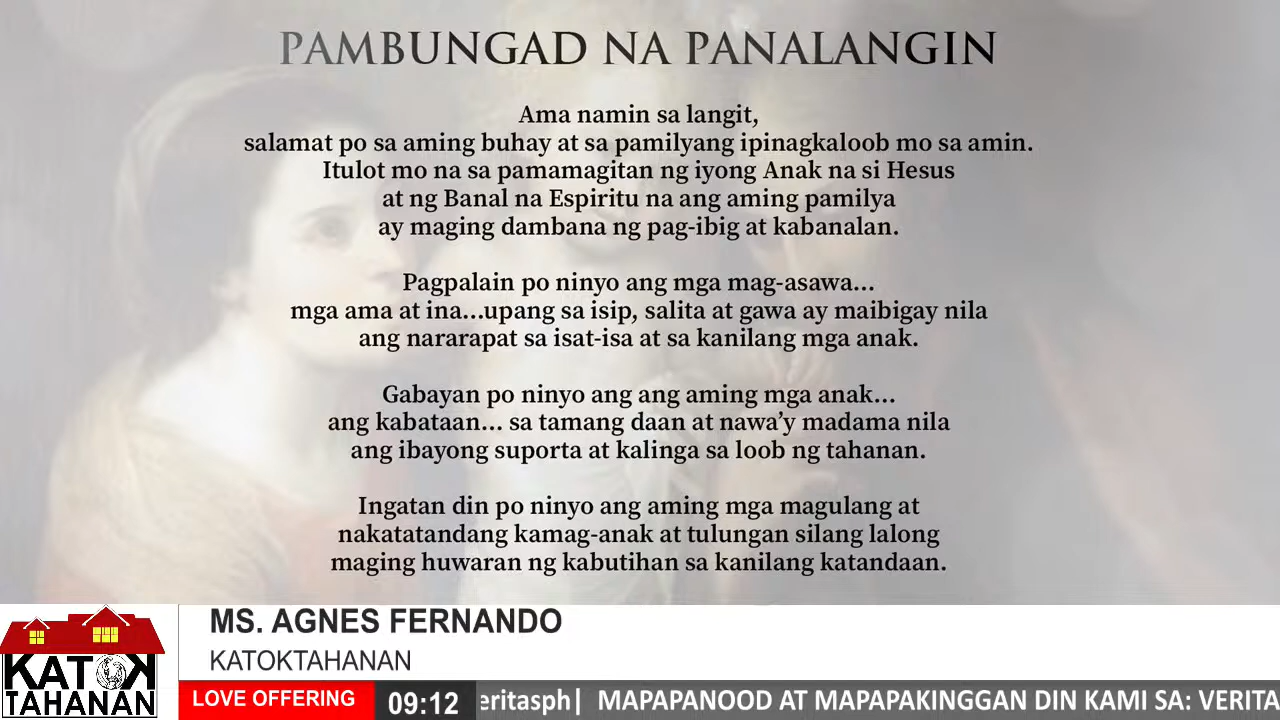 PAMBUNGAD NA PANALANGIN
Ama namin sa langit,
salamat po sa aming buhay at sa pamilyang ipinagkaloob mo sa amin.
Itulot mo na sa pamamagitan ng iyong Anak na si Hesus
at ng Banal na Espiritu na ang aming pamilya
ay maging dambana ng pag-ibig at kabanalan.
Pagpalain po ninyo ang mga mag-asawa...
mga ama at ina...upang sa isip, salita at gawa ay maibigay nila
ang nararapat sa isat-isa at sa kanilang mga anak.
Gabayan po ninyo ang ang aming mga anak...
ang kabataan... sa tamang daan at nawa’y madama nila
ang ibayong suporta at kalinga sa loob ng tahanan.
Ingatan din po ninyo ang aming mga magulang at
nakatatandang kamag-anak at tulungan silang lalong
maging huwaran ng kabutihan sa kanilang katandaan.
MS. AGNES FERNANDO
KATOKTAHANAN
KATOK
TAHANAN
LOVE OFFERING
09:12
eritasph| MAPAPANOOD AT MAPAPAKINGGAN DIN KAMI SA: VERITA